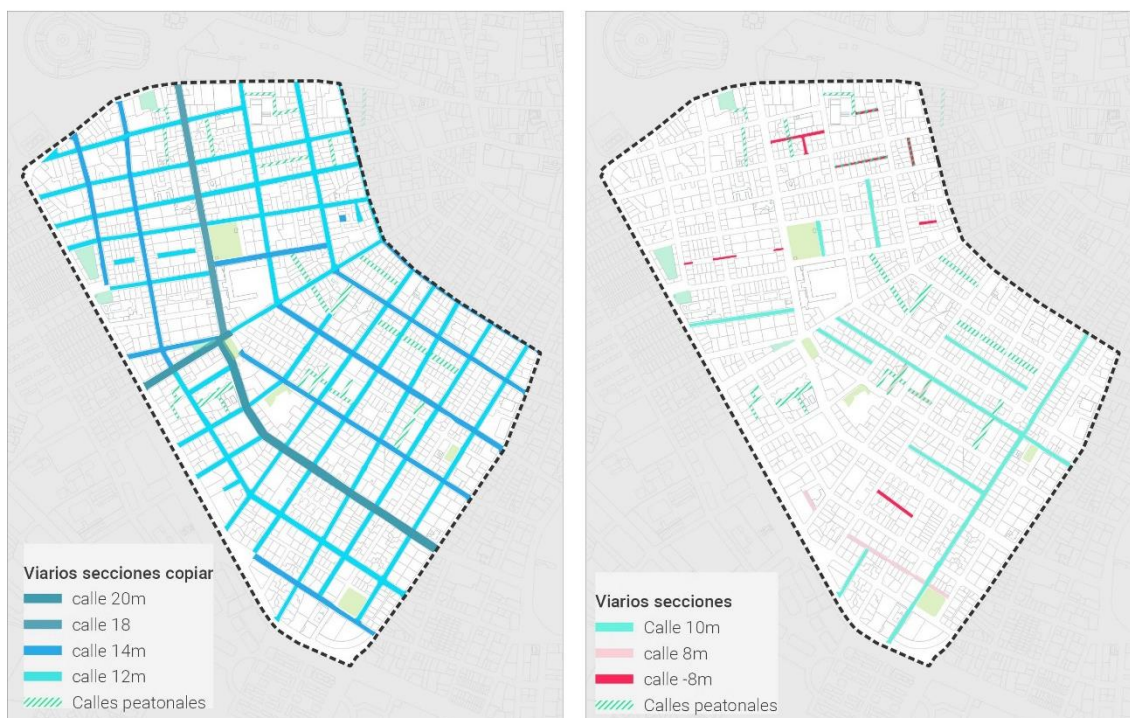 Viarios secciones copiar
calle 20m
calle 18
calle 14m
calle 12m
Calles peatonales
Viarios secciones
Calle 10m
calle 8m
calle -8m
Calles peatonales